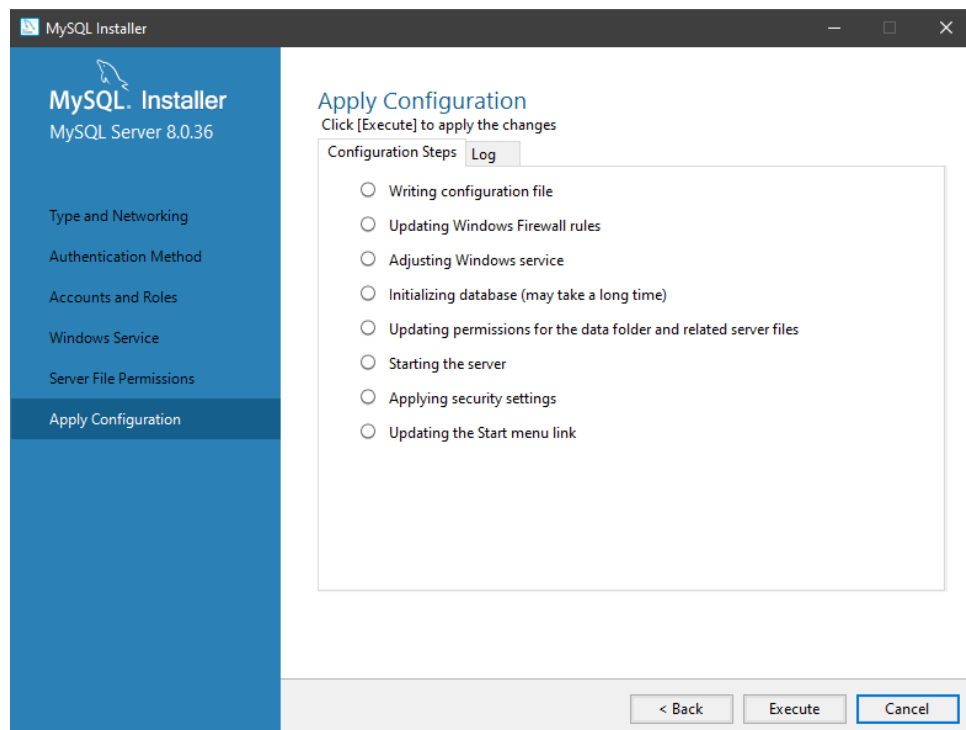 MySQL Installer
MySQL. Installer
MySQL Server 8.0.36
Type and Networking
Authentication Method
Accounts and Roles
Windows Service
Server File Permissions
Apply Configuration
Apply Configuration
Click [Execute] to apply the changes
Configuration Steps Log
Writing configuration file
Updating Windows Firewall rules
Adjusting Windows service
Initializing database (may take a long time)
Updating permissions for the data folder and related server files
Starting the server
Applying security settings
Updating the Start menu link
< Back Execute Cancel